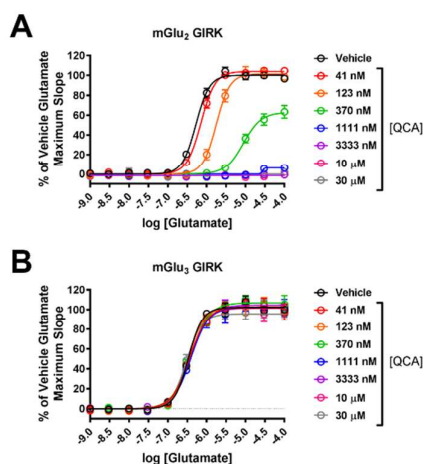 A
mGlu₂ GIRK
% of Vehicle Glutamate
Maximum Slope
120
100
80
60
40
20
0
-9.0 -8.5 -8.0 -7.5 -7.0 -6.5 -6.0 -5.5 -5.0 -4.5 -4.0
log [Glutamate]
Vehicle
41 nM
123 nM
370 nM
1111 nM
3333 nM
10 μM
30 μM
[QCA]
B
mGlu₃ GIRK
% of Vehicle Glutamate
Maximum Slope
120
100
80
60
40
20
0
-9.0 -8.5 -8.0 -7.5 -7.0 -6.5 -6.0 -5.5 -5.0 -4.5 -4.0
log [Glutamate]
Vehicle
41 nM
123 nM
370 nM
1111 nM
3333 nM
10 μM
30 μM
[QCA]